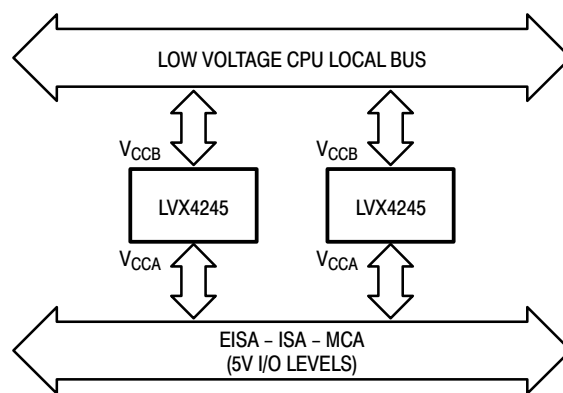 LOW VOLTAGE CPU LOCAL BUS
VCCB
VCCB
LVX4245
LVX4245
VCCA
VCCA
EISA – ISA – MCA
(5V I/O LEVELS)